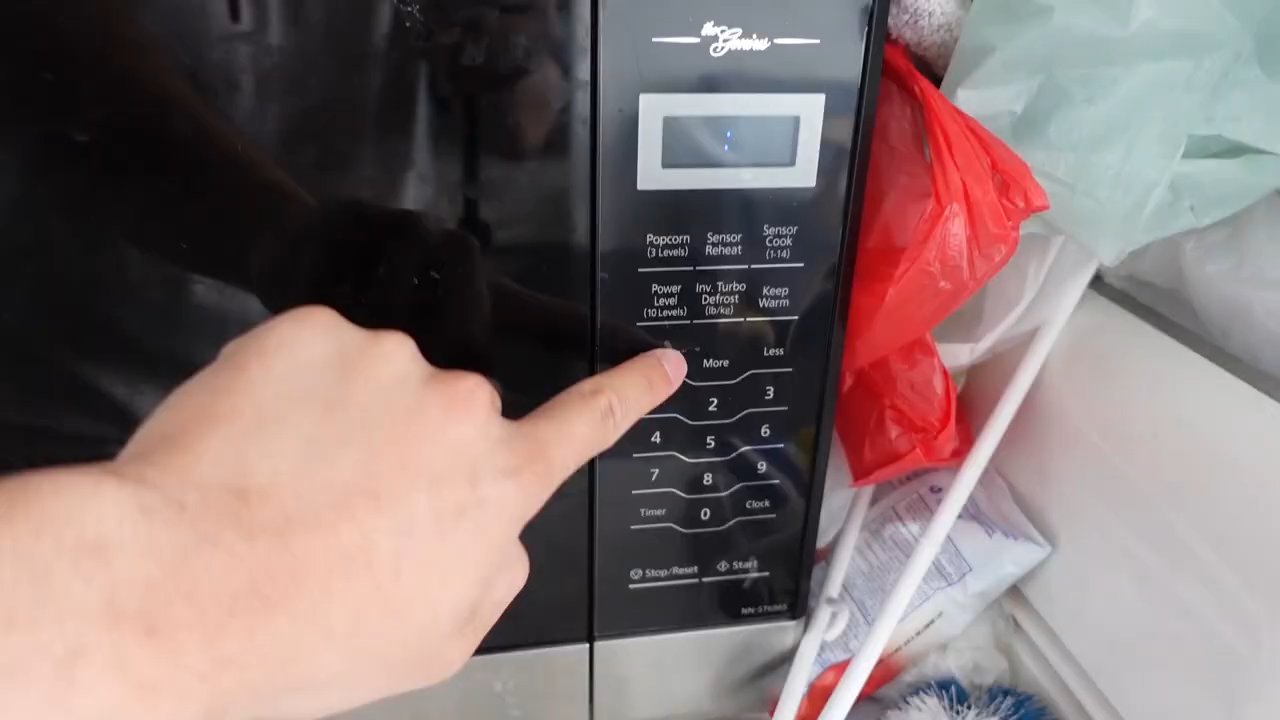 the Genius
Popcorn
(3 Levels)
Sensor
Reheat
Sensor
Cook
(1-14)
Power
Level
(10 Levels)
Inv. Turbo
Defrost
(lb/kg)
Keep
Warm
More
Less
2
3
4
5
6
7
8
9
Timer
0
Clock
Stop/Reset
Start